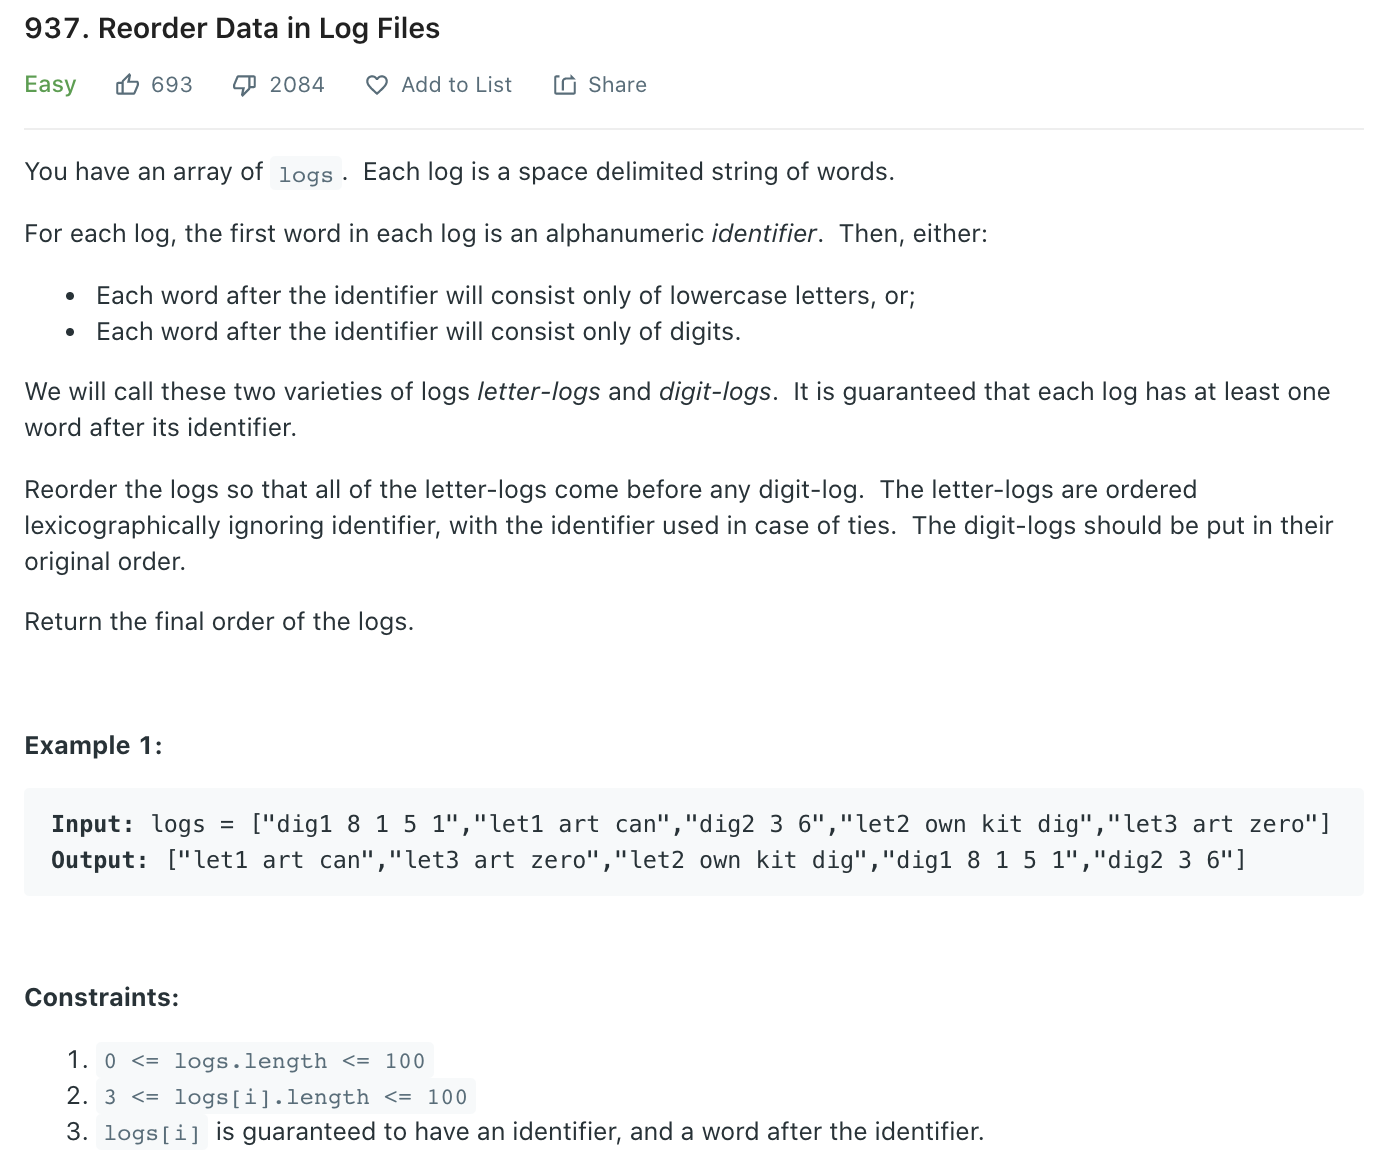 937. Reorder Data in Log Files
Easy 693 2084 Add to List Share
You have an array of logs. Each log is a space delimited string of words.
For each log, the first word in each log is an alphanumeric identifier. Then, either:
• Each word after the identifier will consist only of lowercase letters, or;
• Each word after the identifier will consist only of digits.
We will call these two varieties of logs letter-logs and digit-logs. It is guaranteed that each log has at least one
word after its identifier.
Reorder the logs so that all of the letter-logs come before any digit-log. The letter-logs are ordered
lexicographically ignoring identifier, with the identifier used in case of ties. The digit-logs should be put in their
original order.
Return the final order of the logs.
Example 1:
Input: logs = ["dig1 8 1 5 1","let1 art can","dig2 3 6","let2 own kit dig","let3 art zero"]
Output: ["let1 art can","let3 art zero","let2 own kit dig","dig1 8 1 5 1","dig2 3 6"]
Constraints:
1. 0 <= logs.length <= 100
2. 3 <= logs[i].length <= 100
3. logs[i] is guaranteed to have an identifier, and a word after the identifier.